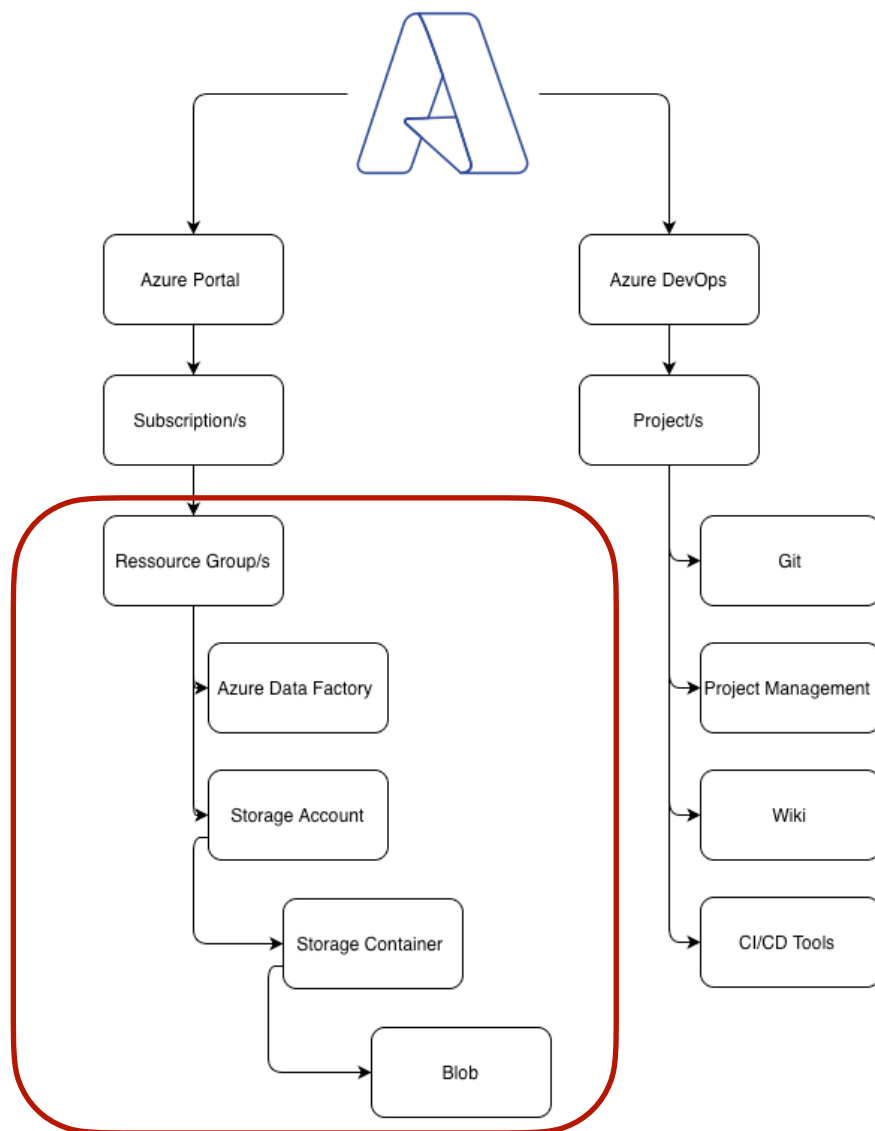 Azure Portal
Azure DevOps
Subscription/s
Project/s
Ressource Group/s
Git
Azure Data Factory
Project Management
Storage Account
Wiki
Storage Container
CI/CD Tools
Blob